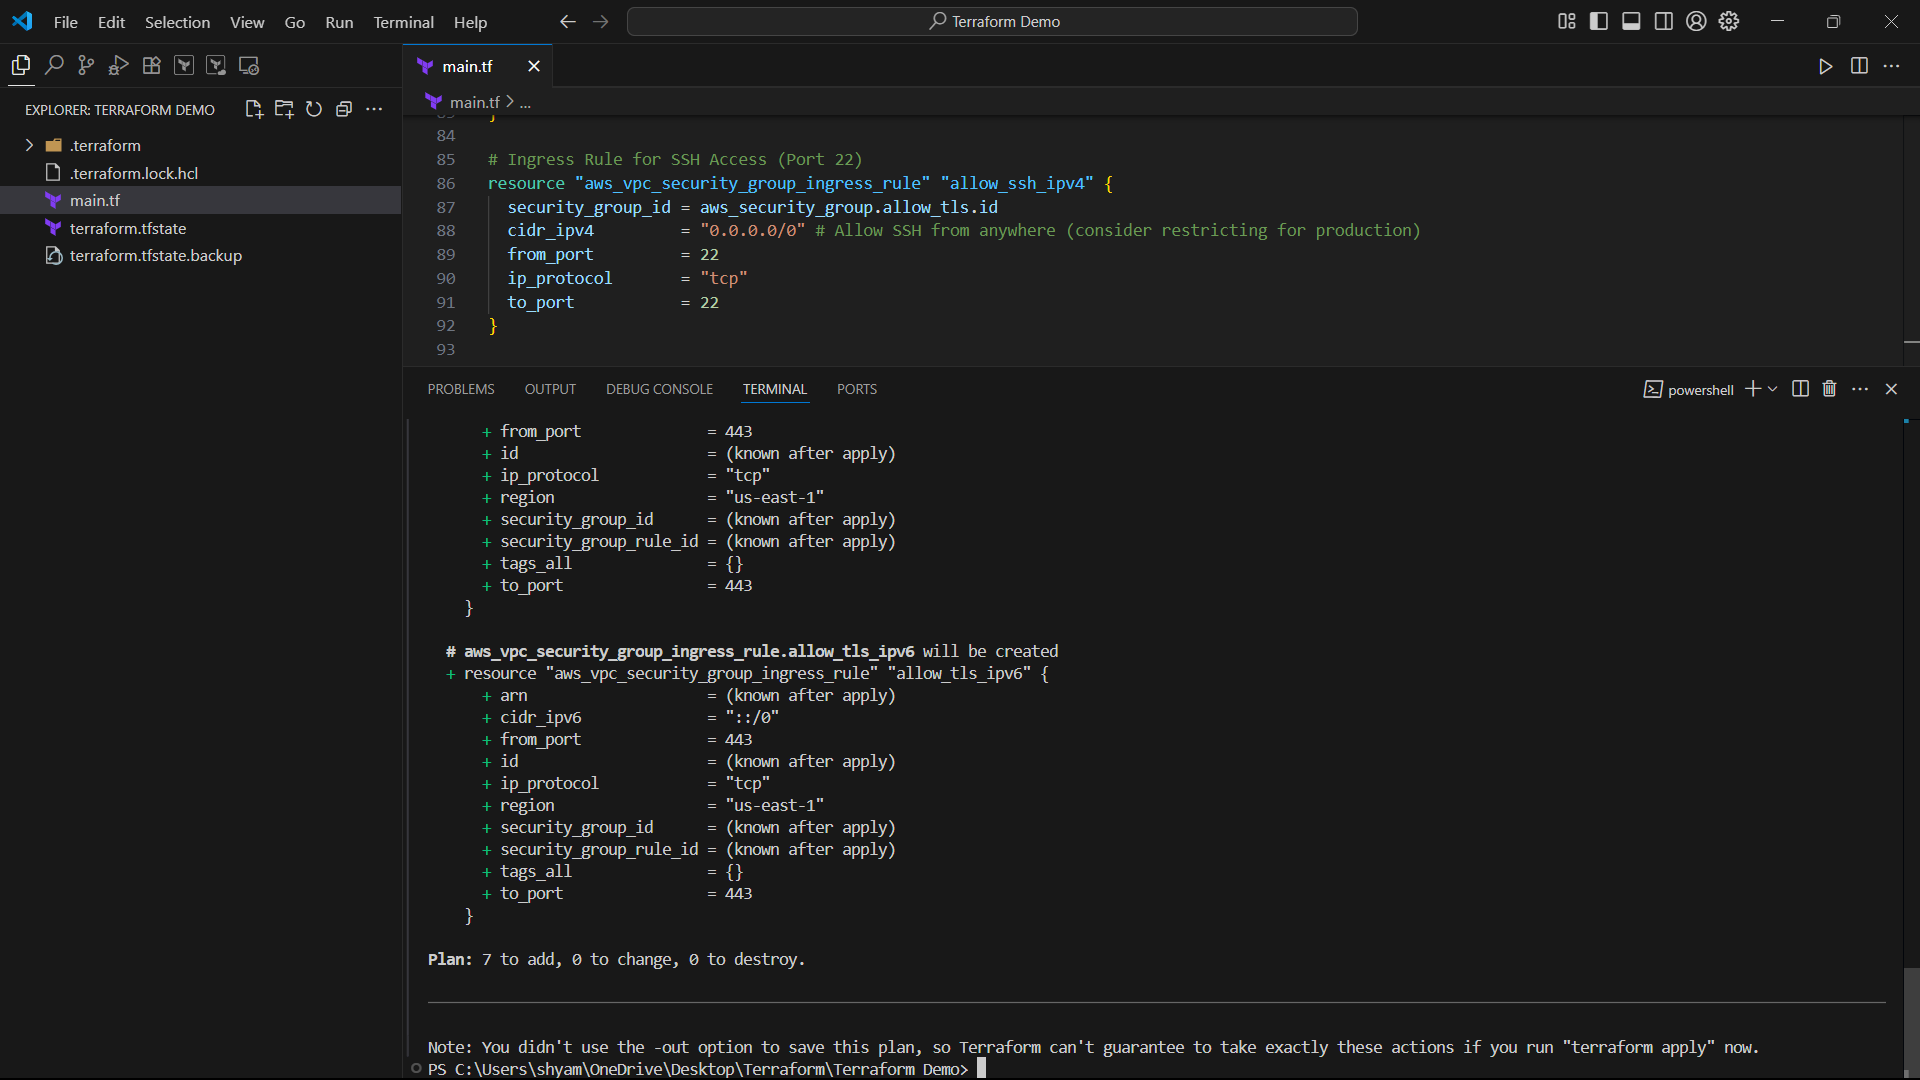 File Edit Selection View Go Run Terminal Help
Terraform Demo
EXPLORER: TERRAFORM DEMO
.terraform
.terraform.lock.hcl
main.tf
terraform.tfstate
terraform.tfstate.backup
main.tf
main.tf > ...
83 }
84
85 # Ingress Rule for SSH Access (Port 22)
86 resource "aws_vpc_security_group_ingress_rule" "allow_ssh_ipv4" {
87   security_group_id = aws_security_group.allow_tls.id
88   cidr_ipv4         = "0.0.0.0/0" # Allow SSH from anywhere (consider restricting for production)
89   from_port         = 22
90   ip_protocol       = "tcp"
91   to_port           = 22
92 }
93
PROBLEMS OUTPUT DEBUG CONSOLE TERMINAL PORTS
powershell
+ from_port              = 443
+ id                     = (known after apply)
+ ip_protocol            = "tcp"
+ region                 = "us-east-1"
+ security_group_id      = (known after apply)
+ security_group_rule_id = (known after apply)
+ tags_all               = {}
+ to_port                = 443
}
# aws_vpc_security_group_ingress_rule.allow_tls_ipv6 will be created
+ resource "aws_vpc_security_group_ingress_rule" "allow_tls_ipv6" {
+ arn                    = (known after apply)
+ cidr_ipv6              = "::/0"
+ from_port              = 443
+ id                     = (known after apply)
+ ip_protocol            = "tcp"
+ region                 = "us-east-1"
+ security_group_id      = (known after apply)
+ security_group_rule_id = (known after apply)
+ tags_all               = {}
+ to_port                = 443
}
Plan: 7 to add, 0 to change, 0 to destroy.
Note: You didn't use the -out option to save this plan, so Terraform can't guarantee to take exactly these actions if you run "terraform apply" now.
PS C:\Users\shyam\OneDrive\Desktop\Terraform\Terraform Demo>